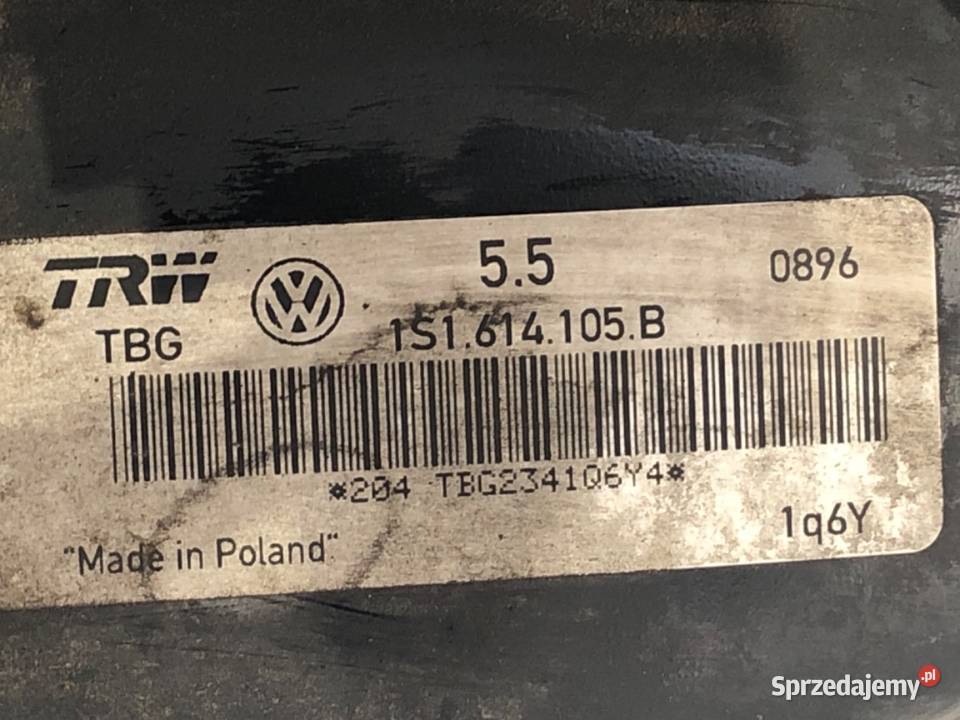 TRW 5.5 0896
TBG 1S1.614.105.B
*204 TBG2341Q6Y4*
1q6Y
"Made in Poland"
Sprzedajemy.pl